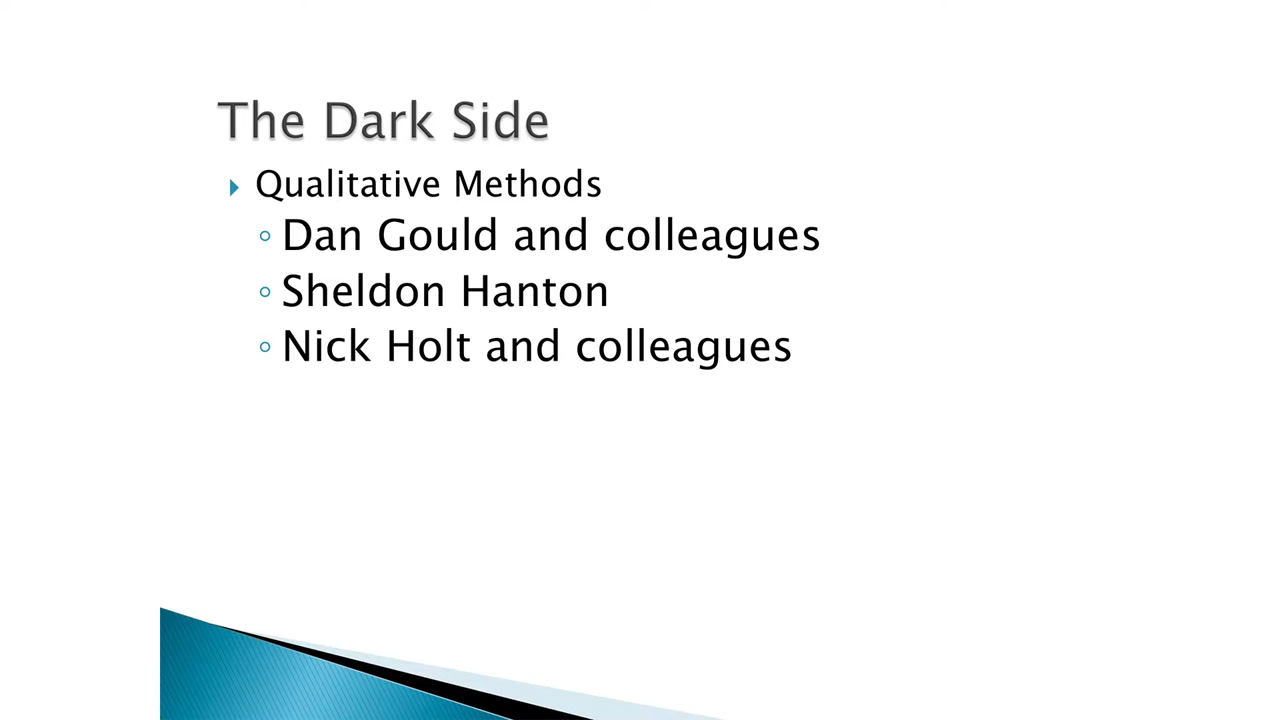 The Dark Side
Qualitative Methods
Dan Gould and colleagues
Sheldon Hanton
Nick Holt and colleagues